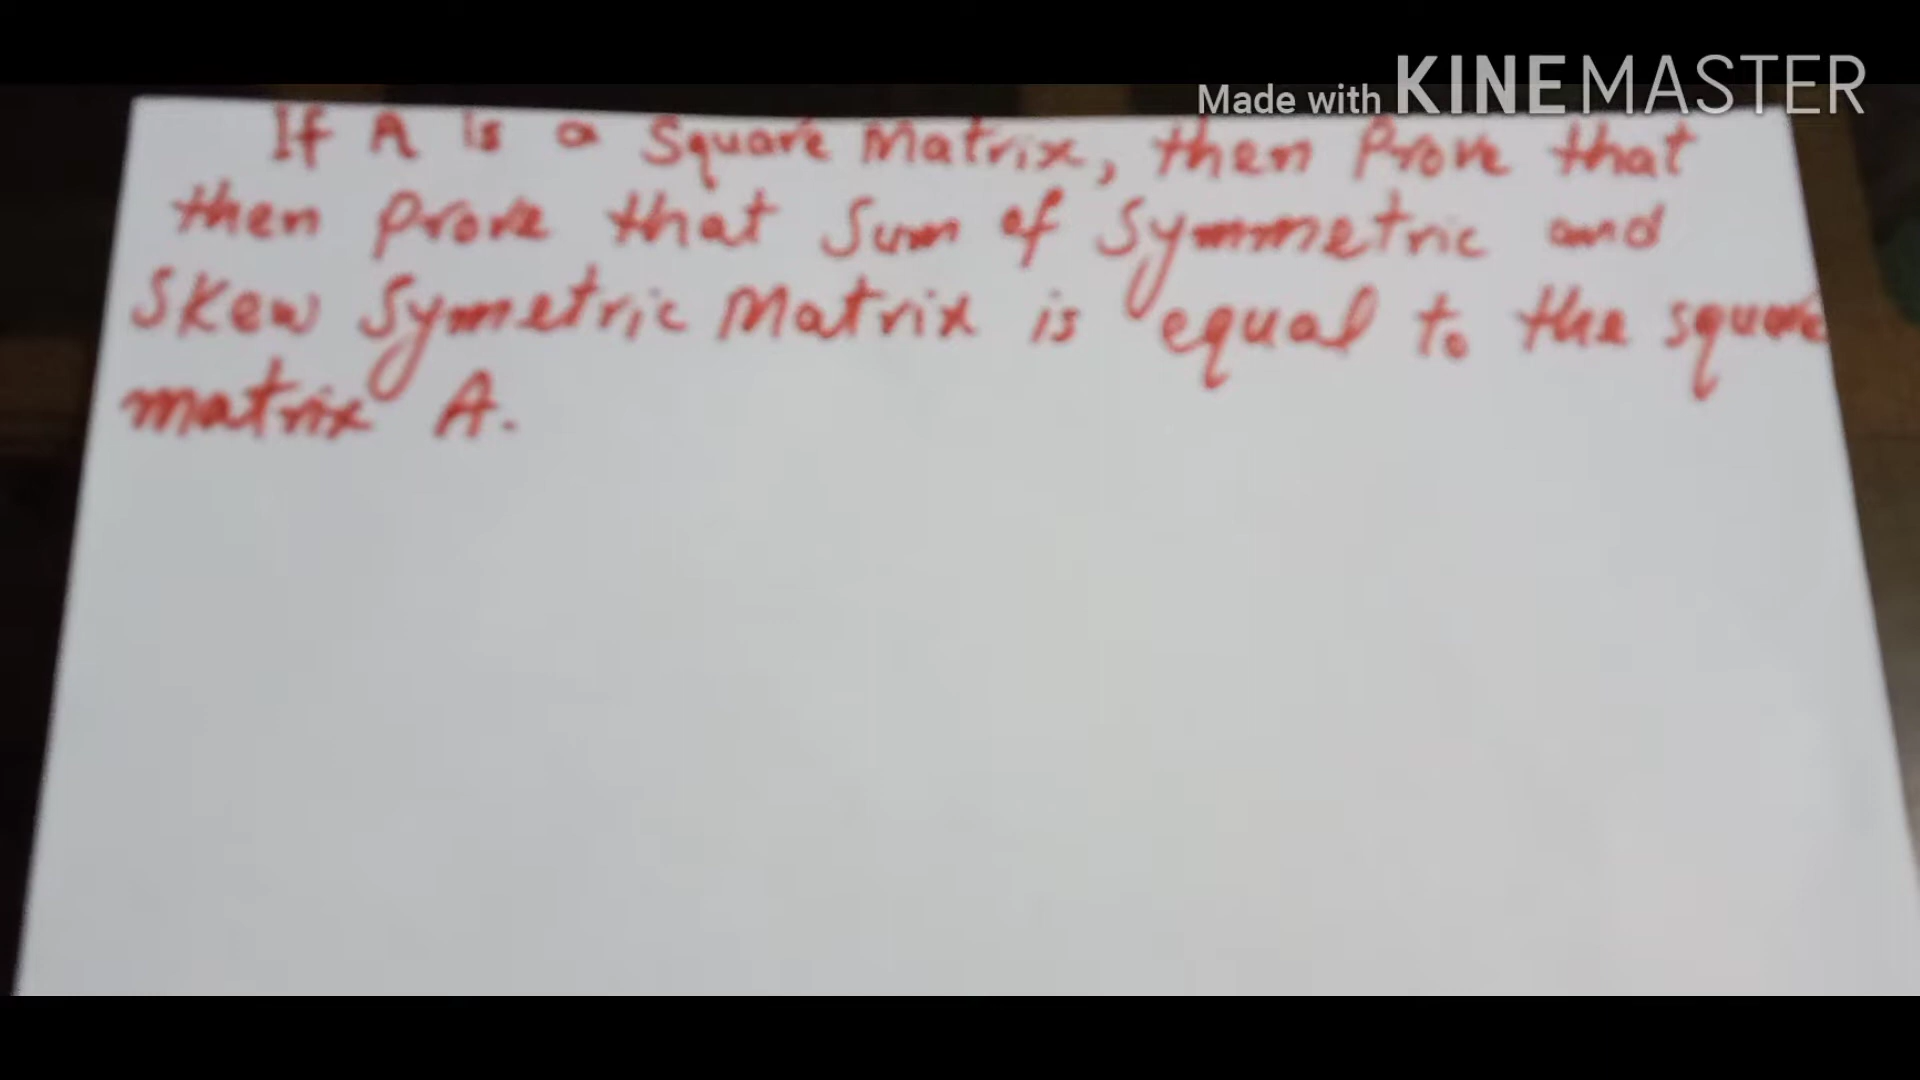 Made with KINEMASTER
If A is a Square Matrix, then Prove that
then Prove that Sum of Symmetric and
Skew Symetric Matrix is equal to the square
matrix A.